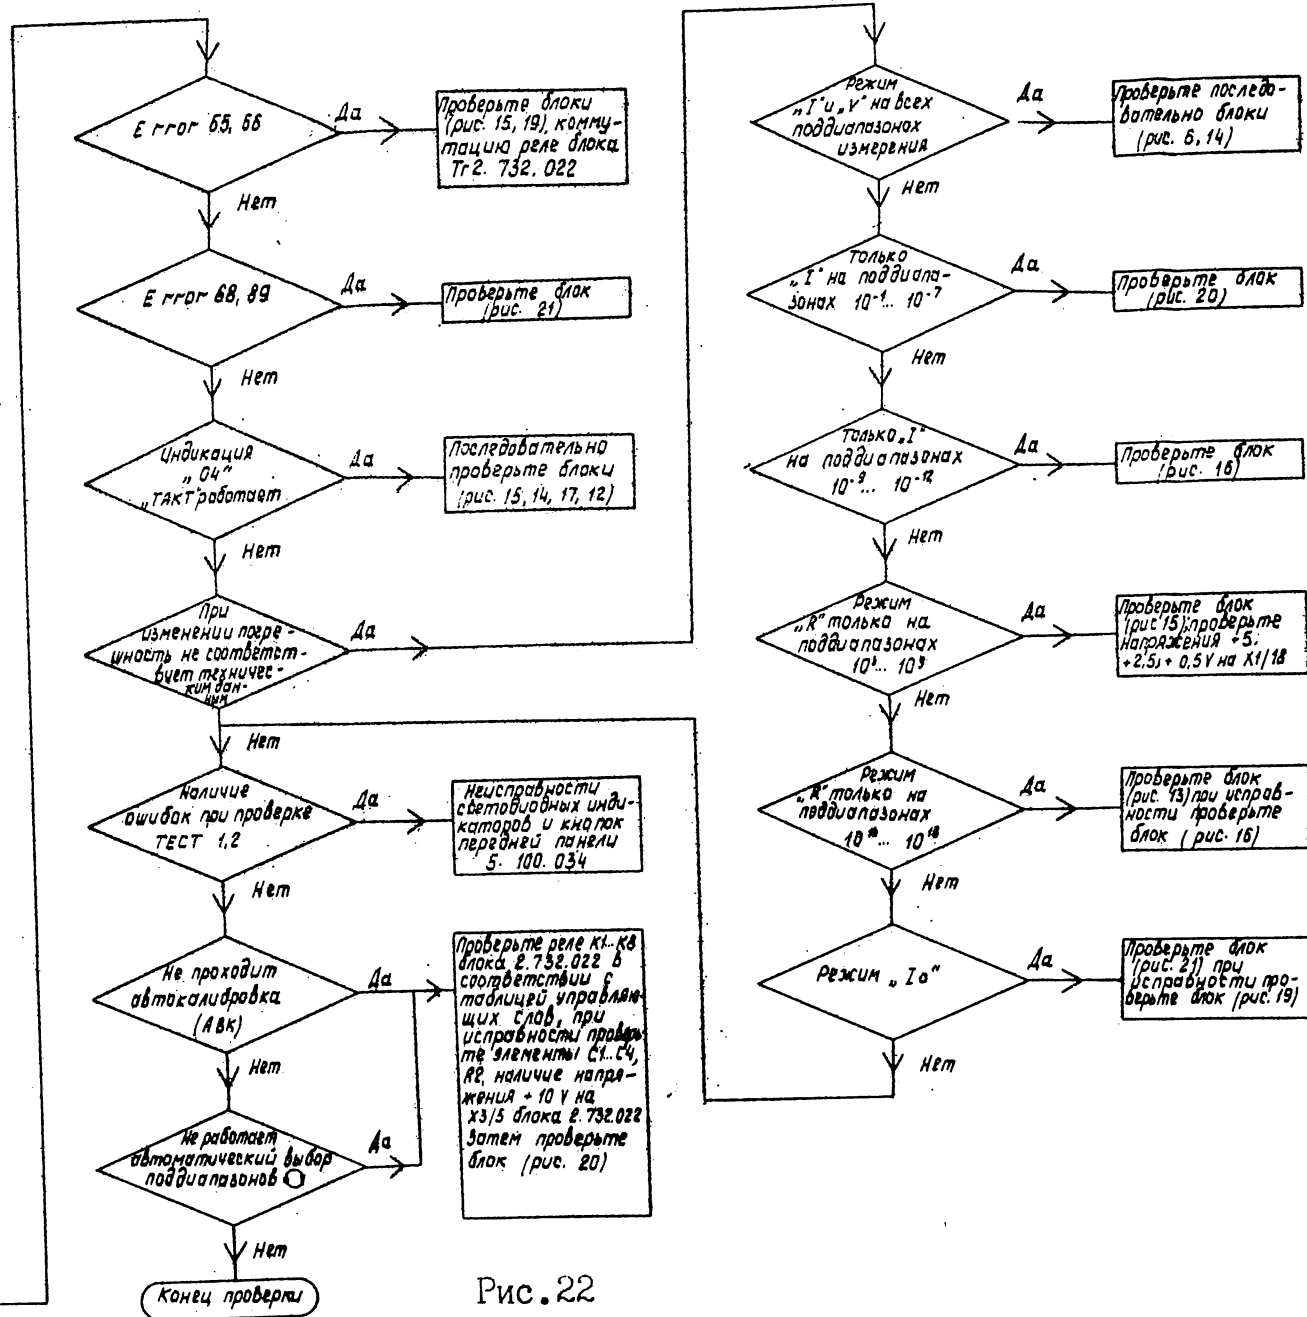 Error 65, 66
Да
Проверьте блоки
(рис. 15, 19), комму-
тацию реле блока
Тг2. 732. 022
Нет
Error 68, 89
Да
Проверьте блок
(рис. 21)
Нет
Индикация
„04"
„ТАКТ" работает
Да
Последовательно
проверьте блоки
(рис. 15, 14, 17, 12)
Нет
При
изменении погре-
шность не соответст-
вует техничес-
ким дан-
ным
Да
Нет
Наличие
ошибок при проверке
ТЕСТ 1,2
Да
Неисправности
светодиодных инди-
каторов и кнопок
передней панели
5. 100. 034
Нет
Не проходит
автокалибровка
(АВК)
Да
Проверьте реле К1...К8
блока 2.732.022 в
соответствии с
таблицей управляю-
щих слов, при
исправности проверь-
те элементы С1...С4,
R2, наличие напря-
жения +10 V на
Х3/5 блока 2.732.022
Затем проверьте
блок (рис. 20)
Нет
Не работает
автоматический выбор
поддиапазонов
Да
Нет
Конец проверки
Режим
„I" и „V" на всех
поддиапазонах
измерения
Да
Проверьте последо-
вательно блоки
(рис. 6, 14)
Нет
Только
„I" на поддиапа-
зонах 10⁻¹... 10⁻⁷
Да
Проверьте блок
(рис. 20)
Нет
Только „I"
на поддиапазонах
10⁻⁹... 10⁻¹²
Да
Проверьте блок
(рис. 16)
Нет
Режим
„R" только на
поддиапазонах
10⁹
Да
Проверьте блок
(рис 15); проверьте
напряжения +5;
+2,5; + 0,5 V на Х1/18
Нет
Режим
„R" только на
поддиапазонах
Да
Проверьте блок
(рис. 13) при исправ-
ности проверьте
блок (рис. 16)
Нет
Режим „Io"
Да
Проверьте блок
(рис. 21) при
исправности про-
верьте блок (рис. 19)
Нет
Рис.22